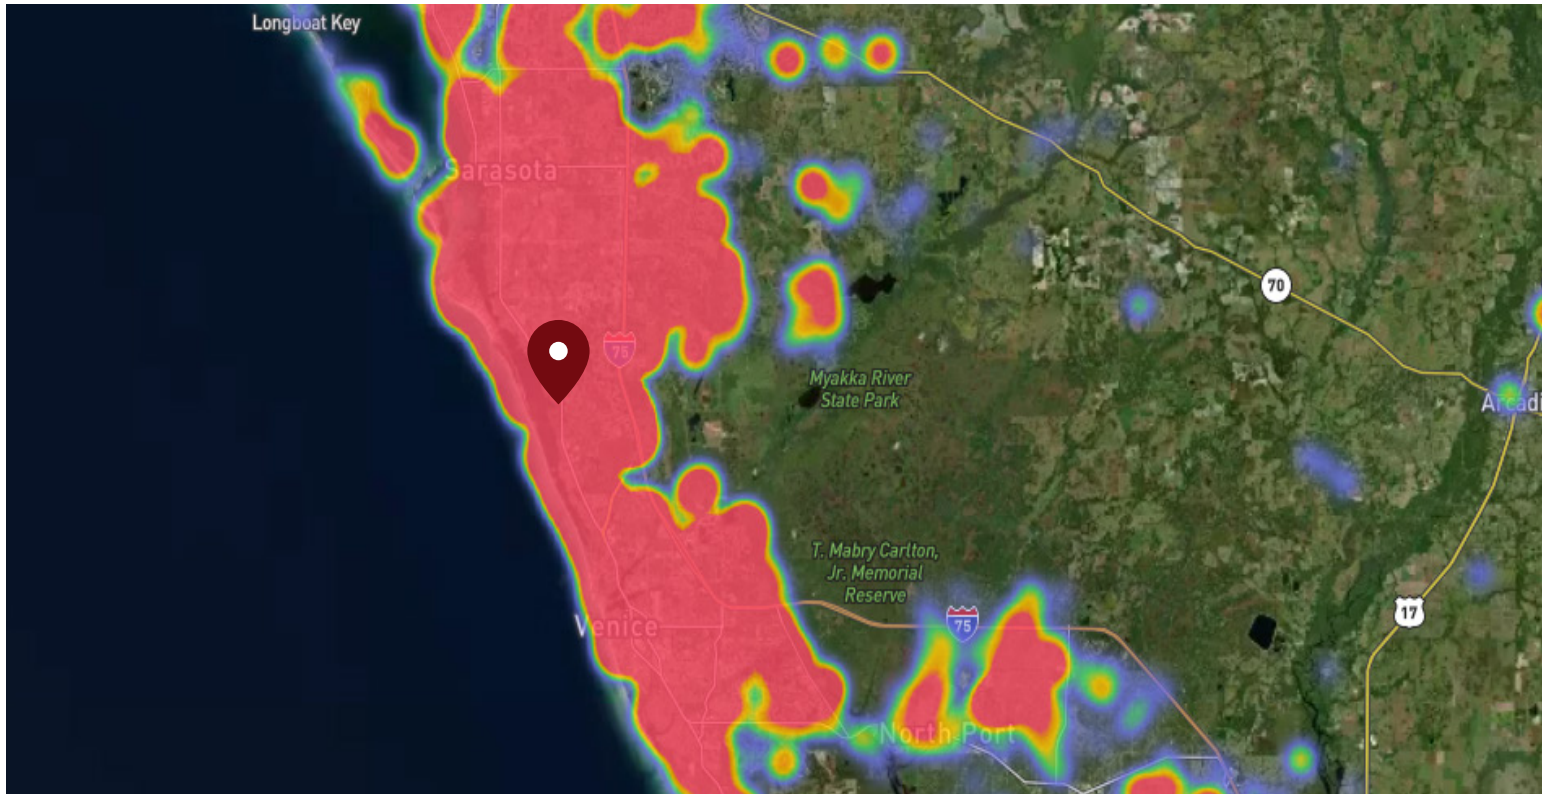 Longboat Key
Sarasota
70
75
Myakka River
State Park
Arcadi
T. Mabry Carlton,
Jr. Memorial
Reserve
17
75
Venice
North Port